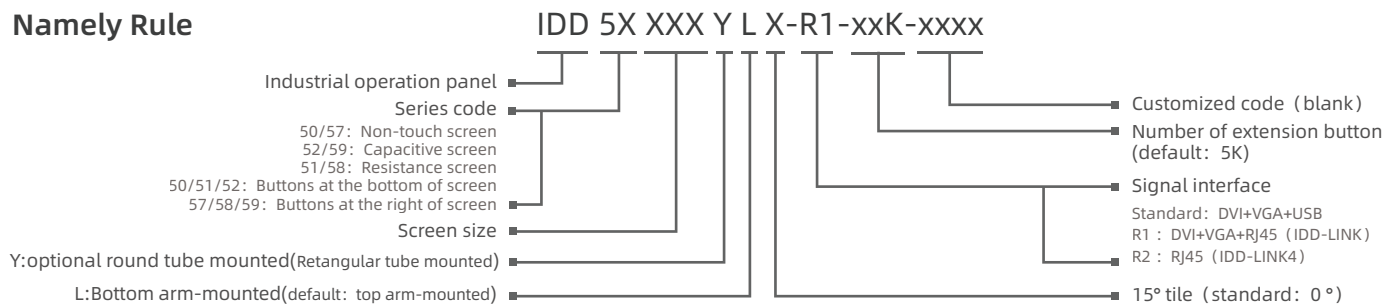 Namely Rule
IDD 5X XXX Y L X-R1-xxK-xxxx
Industrial operation panel
Series code
50/57：Non-touch screen
52/59：Capacitive screen
51/58：Resistance screen
50/51/52：Buttons at the bottom of screen
57/58/59：Buttons at the right of screen
Screen size
Y:optional round tube mounted(Retangular tube mounted)
L:Bottom arm-mounted(default：top arm-mounted)
Customized code（blank）
Number of extension button
(default：5K)
Signal interface
Standard：DVI+VGA+USB
R1：DVI+VGA+RJ45（IDD-LINK）
R2：RJ45（IDD-LINK4）
15° tile (standard：0°)